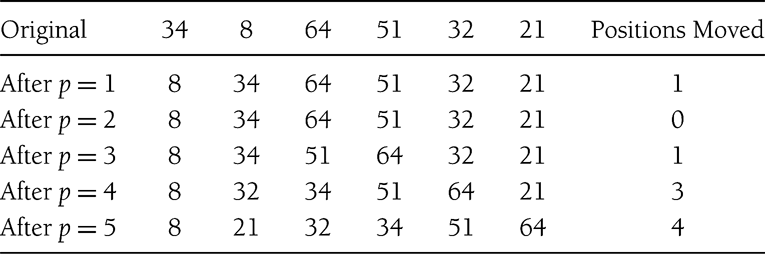 Original 34 8 64 51 32 21 Positions Moved
After p = 1 8 34 64 51 32 21 1
After p = 2 8 34 64 51 32 21 0
After p = 3 8 34 51 64 32 21 1
After p = 4 8 32 34 51 64 21 3
After p = 5 8 21 32 34 51 64 4